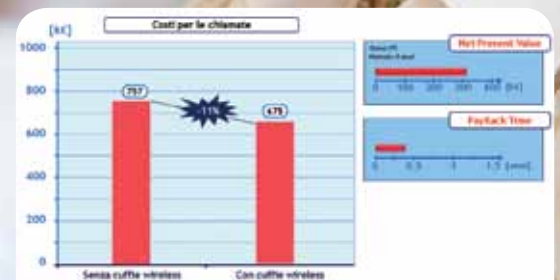 Costi per le chiamate
[k€]
1000
800
600
400
200
0
757
-11%
675
Senza cuffie wireless
Con cuffie wireless
Net Present Value
0 100 200 300 400 [k€]
PayBack Time
0 0,5 1 1,5 [anni]